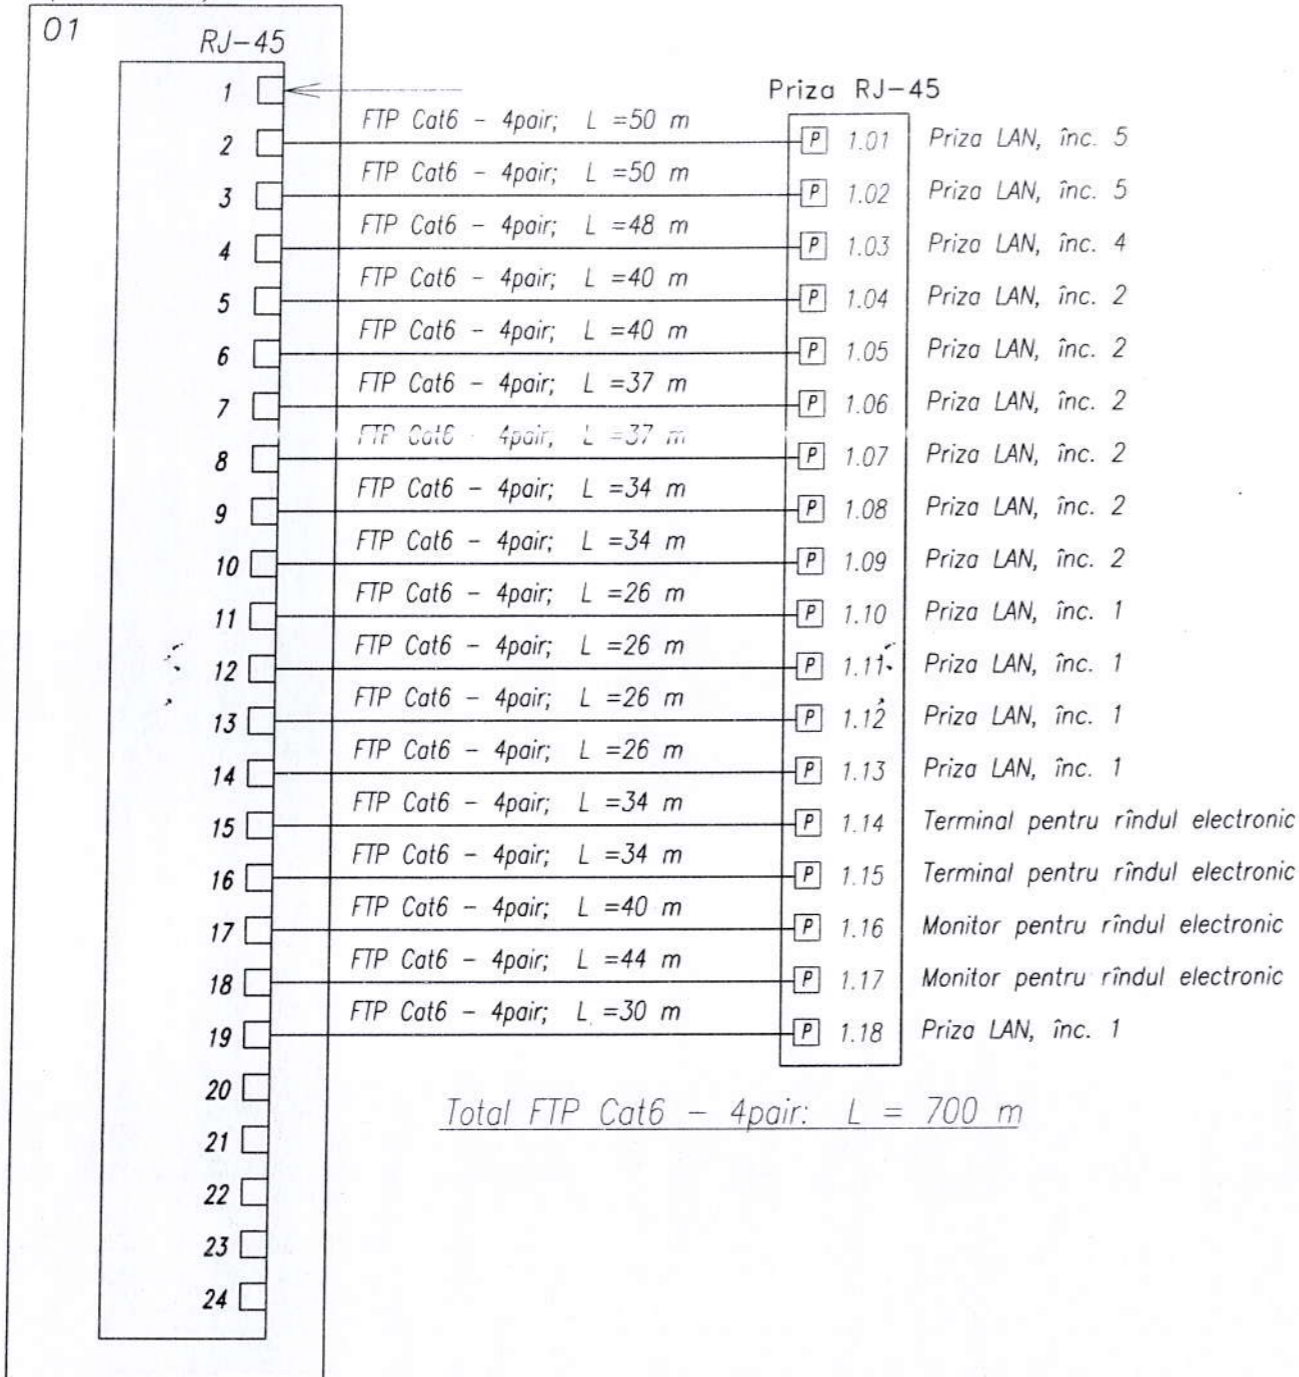 01
RJ-45
1
Priza RJ-45
FTP Cat6 - 4pair; L =50 m
2 P 1.01 Priza LAN, înc. 5
FTP Cat6 - 4pair; L =50 m
3 P 1.02 Priza LAN, înc. 5
FTP Cat6 - 4pair; L =48 m
4 P 1.03 Priza LAN, înc. 4
FTP Cat6 - 4pair; L =40 m
5 P 1.04 Priza LAN, înc. 2
FTP Cat6 - 4pair; L =40 m
6 P 1.05 Priza LAN, înc. 2
FTP Cat6 - 4pair; L =37 m
7 P 1.06 Priza LAN, înc. 2
FTP Cat6 - 4pair; L =37 m
8 P 1.07 Priza LAN, înc. 2
FTP Cat6 - 4pair; L =34 m
9 P 1.08 Priza LAN, înc. 2
FTP Cat6 - 4pair; L =34 m
10 P 1.09 Priza LAN, înc. 2
FTP Cat6 - 4pair; L =26 m
11 P 1.10 Priza LAN, înc. 1
FTP Cat6 - 4pair; L =26 m
12 P 1.11 Priza LAN, înc. 1
FTP Cat6 - 4pair; L =26 m
13 P 1.12 Priza LAN, înc. 1
FTP Cat6 - 4pair; L =26 m
14 P 1.13 Priza LAN, înc. 1
FTP Cat6 - 4pair; L =34 m
15 P 1.14 Terminal pentru rîndul electronic
FTP Cat6 - 4pair; L =34 m
16 P 1.15 Terminal pentru rîndul electronic
FTP Cat6 - 4pair; L =40 m
17 P 1.16 Monitor pentru rîndul electronic
FTP Cat6 - 4pair; L =44 m
18 P 1.17 Monitor pentru rîndul electronic
FTP Cat6 - 4pair; L =30 m
19 P 1.18 Priza LAN, înc. 1
20
Total FTP Cat6 - 4pair: L = 700 m
21
22
23
24